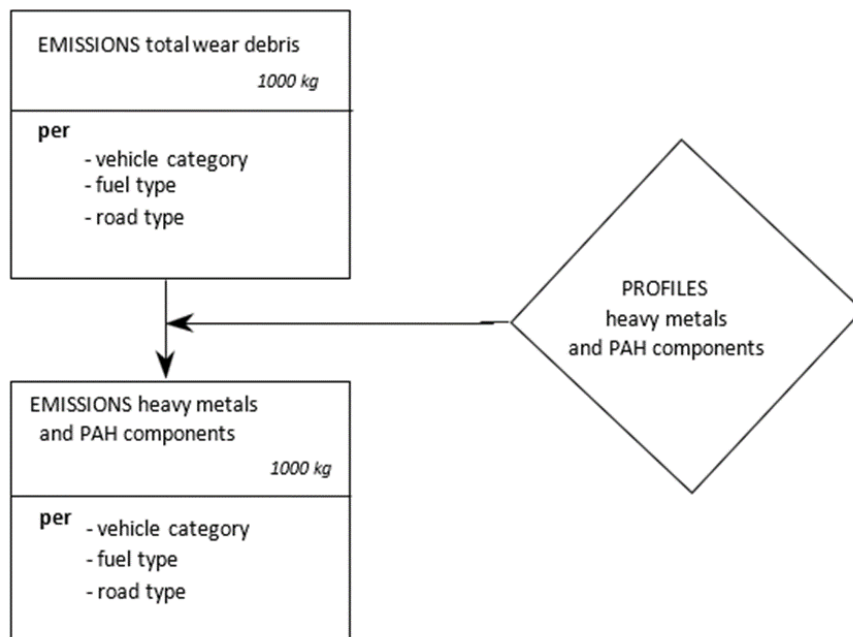 EMISSIONS total wear debris
1000 kg
per
- vehicle category
- fuel type
- road type
PROFILES
heavy metals
and PAH components
EMISSIONS heavy metals
and PAH components
1000 kg
per - vehicle category
- fuel type
- road type